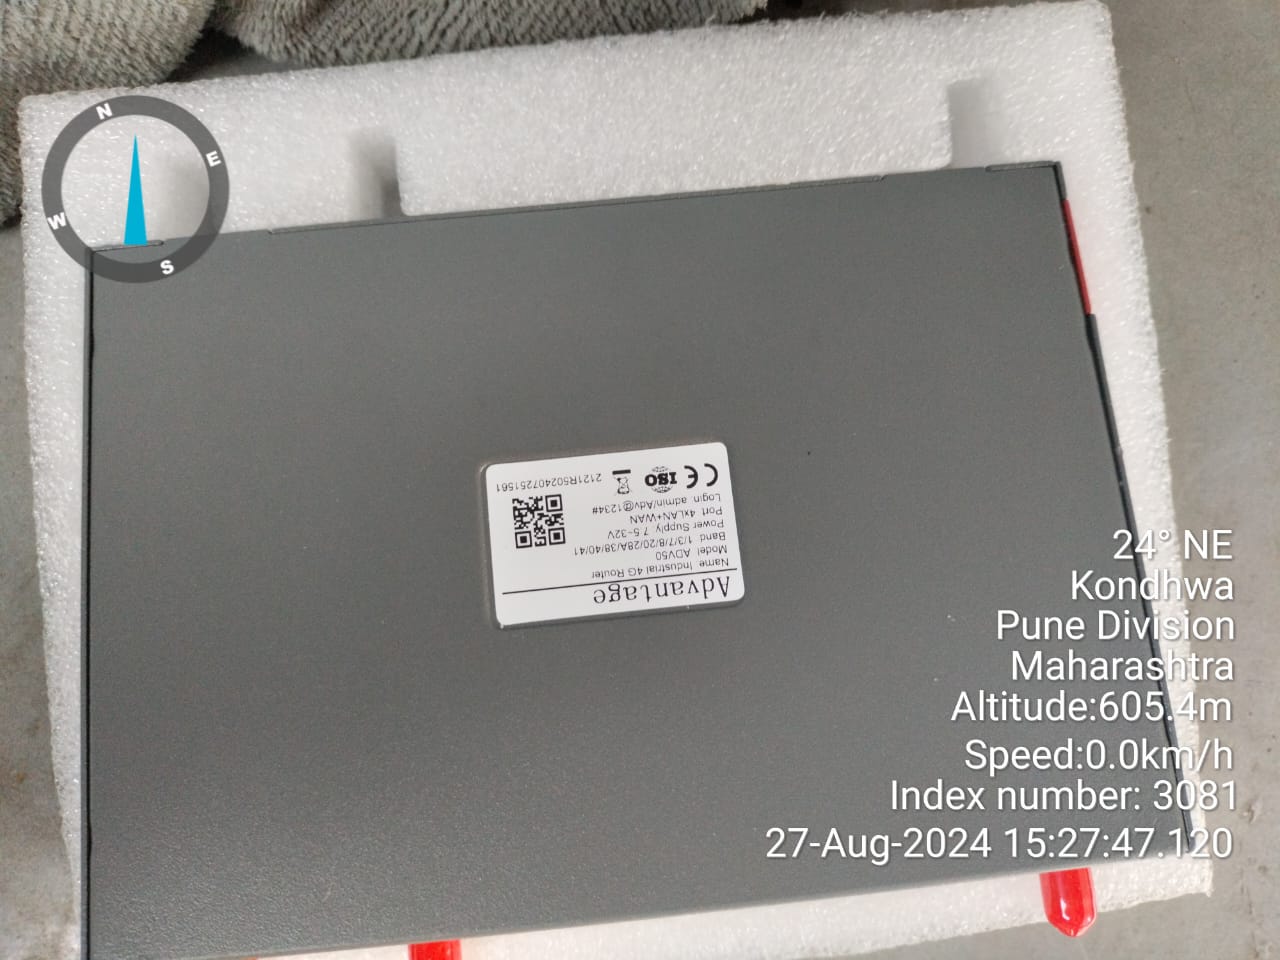 N
E
W
S
Advantage
Name Industrial 4G Router
Model ADV50
Band 1/3/7/8/20/28A/38/40/41
Power Supply 7.5~32V
Port 4xLAN+WAN
Login admin/Adv@1234#
CE ISO 2121R502407251561
24° NE
Kondhwa
Pune Division
Maharashtra
Altitude:605.4m
Speed:0.0km/h
Index number: 3081
27-Aug-2024 15:27:47.120